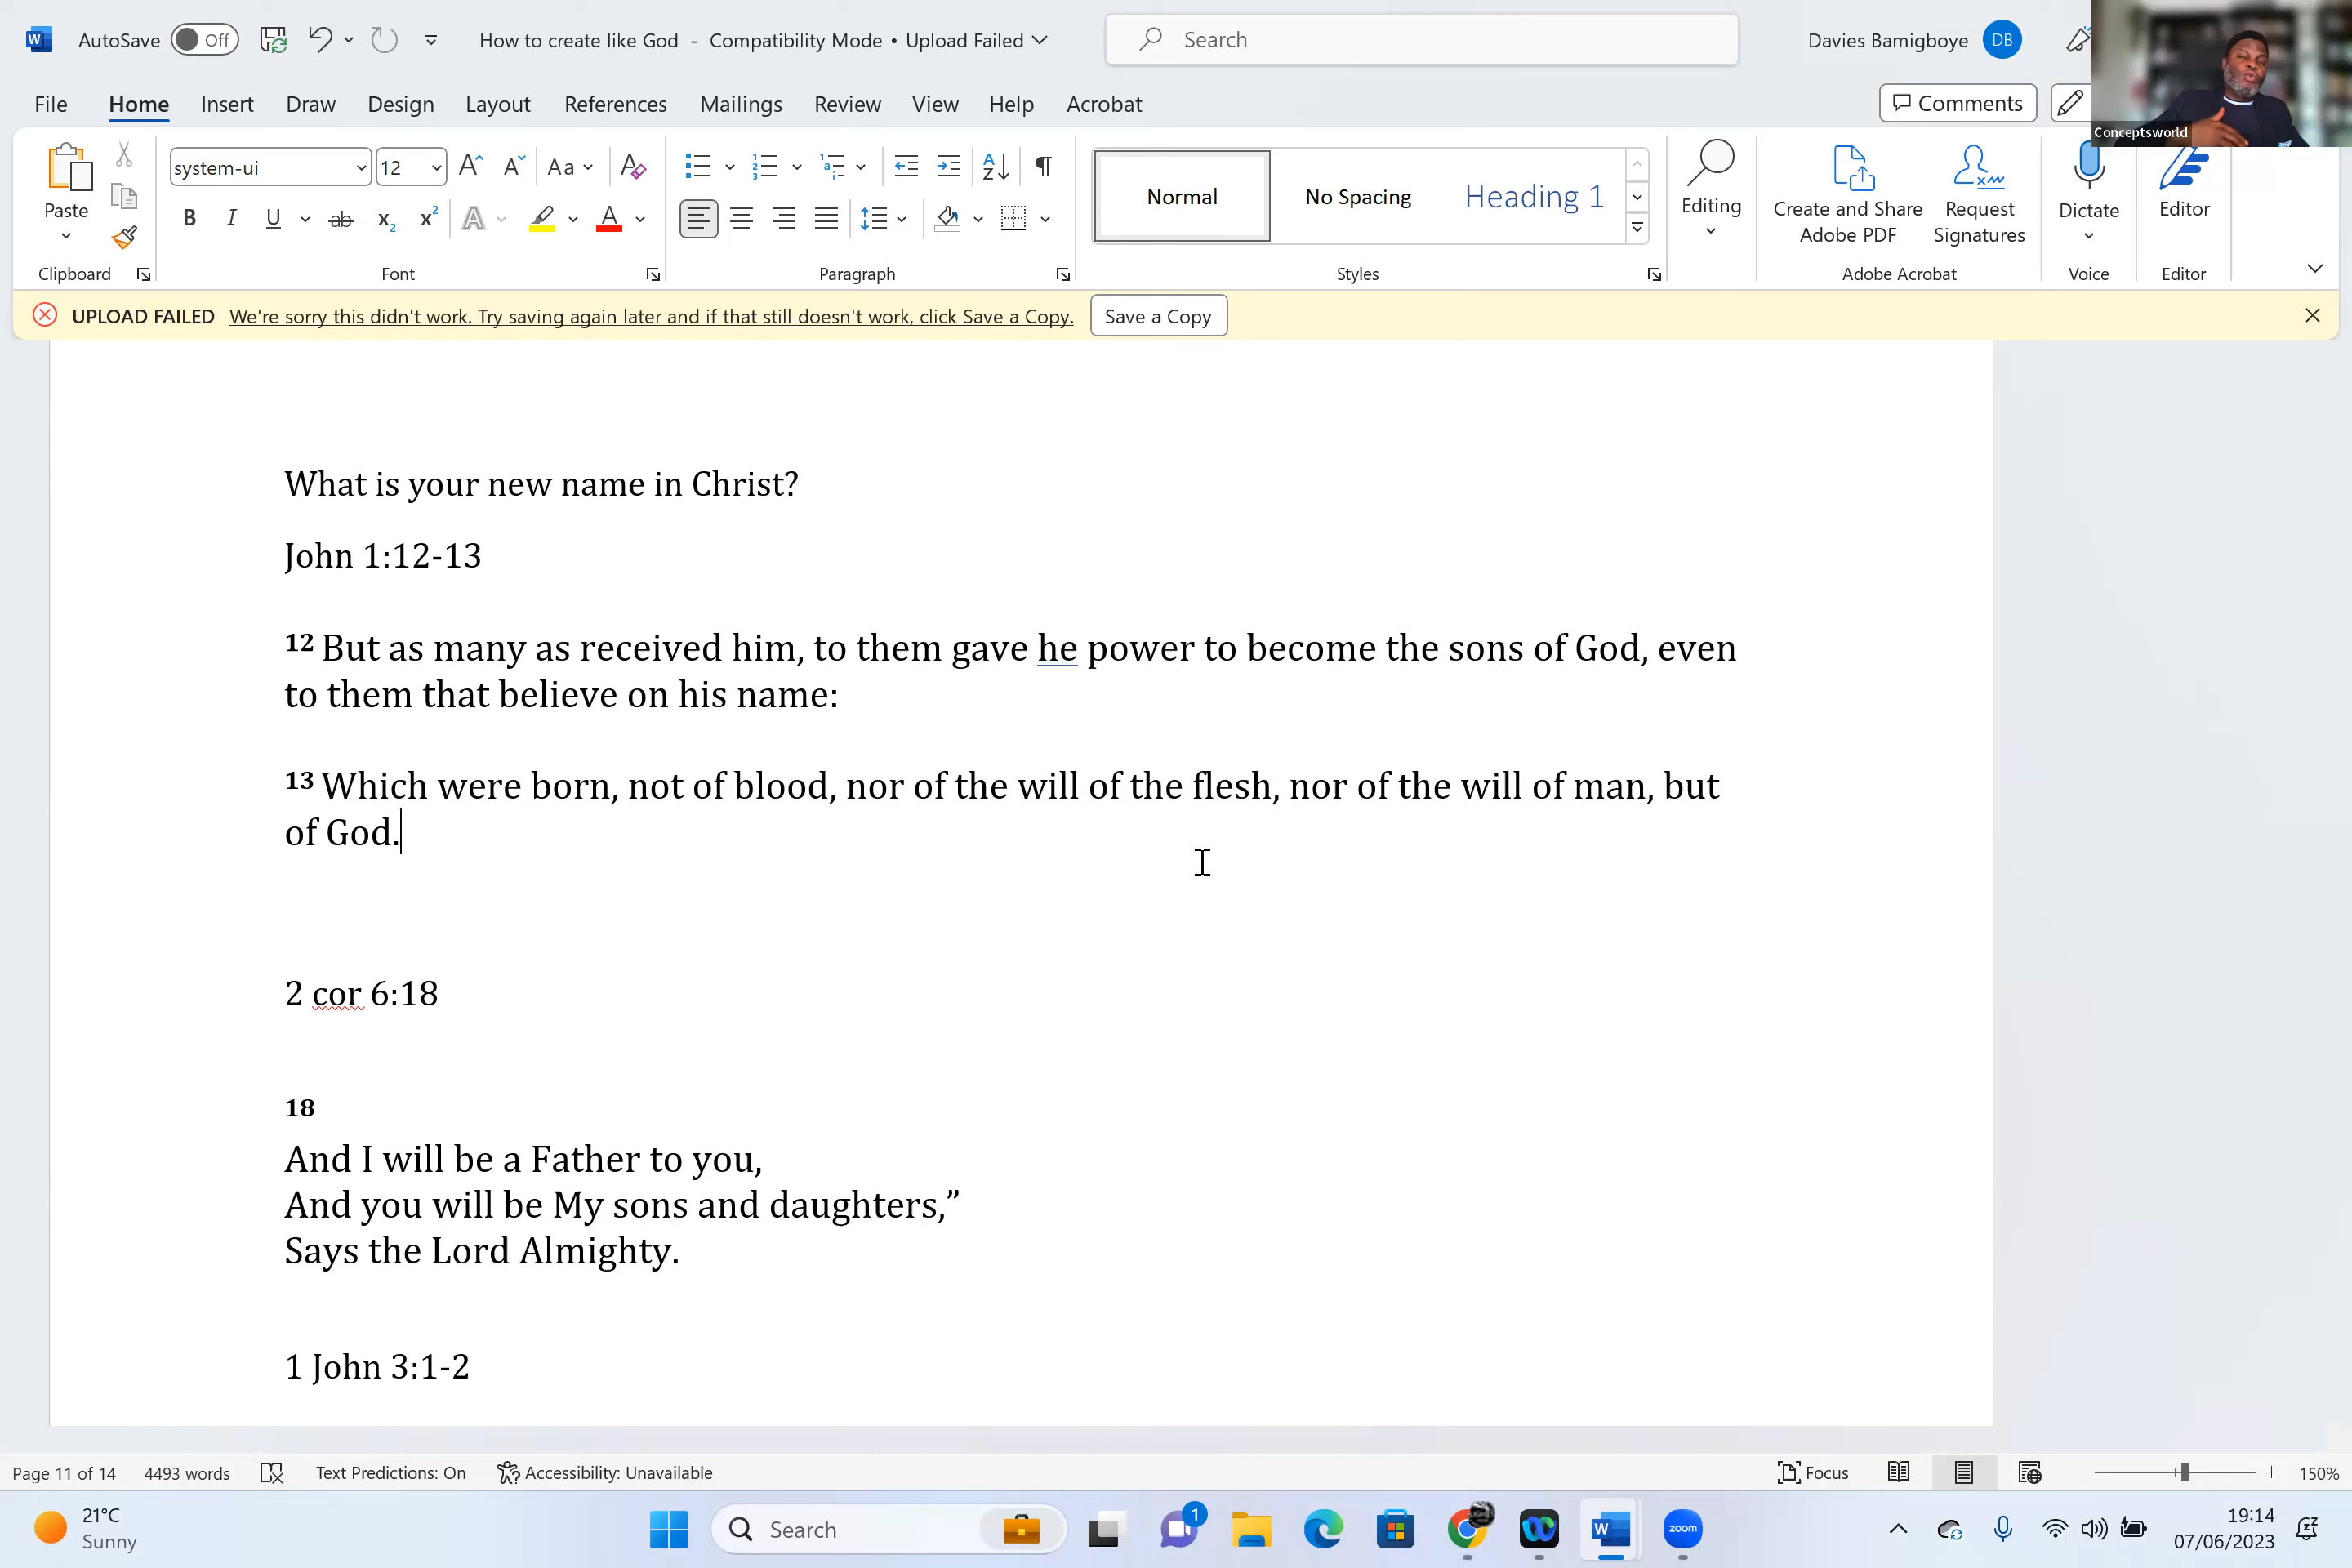 AutoSave Off How to create like God - Compatibility Mode • Upload Failed Search Davies Bamigboye DB
File Home Insert Draw Design Layout References Mailings Review View Help Acrobat Comments
Conceptsworld
system-ui 12 Aa
Paste
B I U ab x₂ x² A A
Normal No Spacing Heading 1
Editing
Create and Share Adobe PDF
Request Signatures
Dictate
Editor
Clipboard Font Paragraph Styles Adobe Acrobat Voice Editor
UPLOAD FAILED We're sorry this didn't work. Try saving again later and if that still doesn't work, click Save a Copy. Save a Copy
What is your new name in Christ?
John 1:12-13
12 But as many as received him, to them gave he power to become the sons of God, even
to them that believe on his name:
13 Which were born, not of blood, nor of the will of the flesh, nor of the will of man, but
of God.
2 cor 6:18
18
And I will be a Father to you,
And you will be My sons and daughters,”
Says the Lord Almighty.
1 John 3:1-2
Page 11 of 14 4493 words Text Predictions: On Accessibility: Unavailable Focus 150%
21°C
Sunny
Search
1
zoom
19:14
07/06/2023